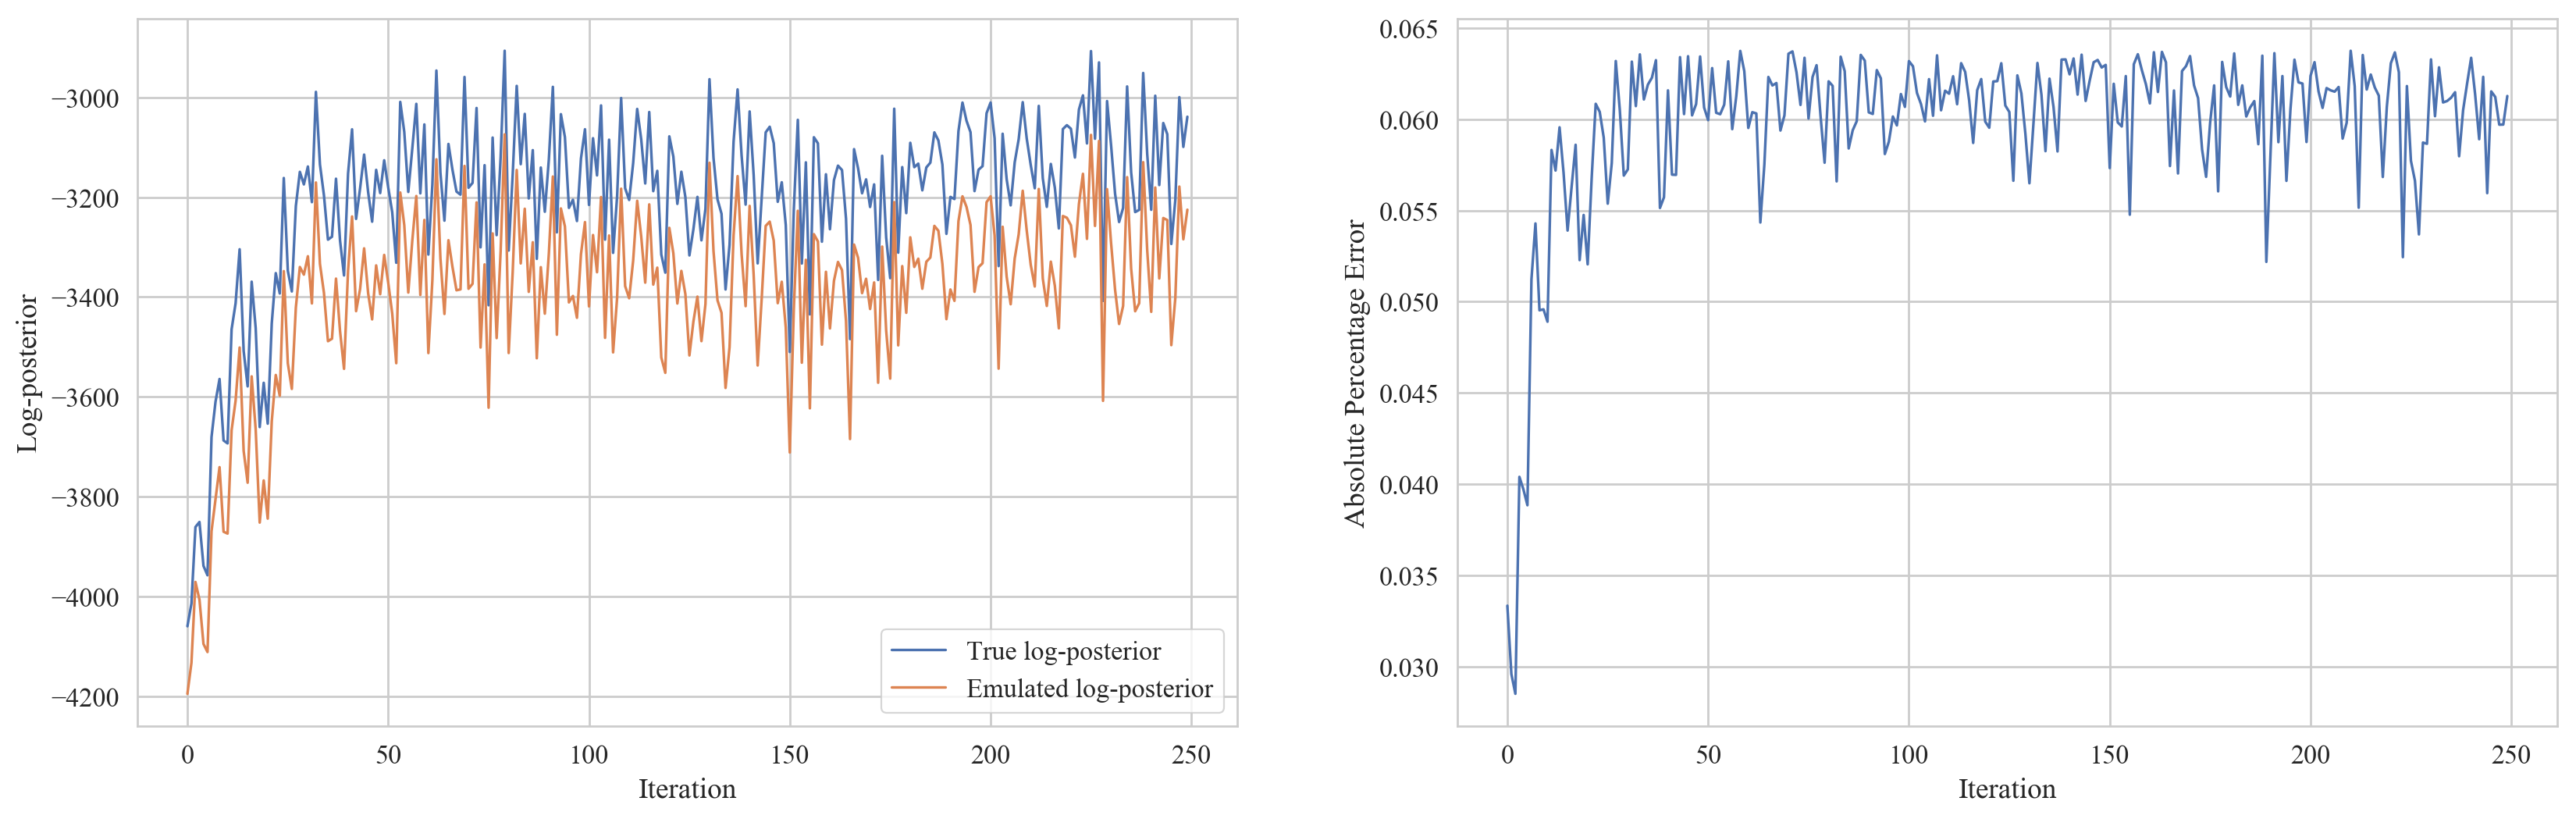 Log-posterior
−3000
−3200
−3400
−3600
−3800
−4000
−4200
0 50 100 150 200 250
Iteration
True log-posterior
Emulated log-posterior
Absolute Percentage Error
0.065
0.060
0.055
0.050
0.045
0.040
0.035
0.030
0 50 100 150 200 250
Iteration